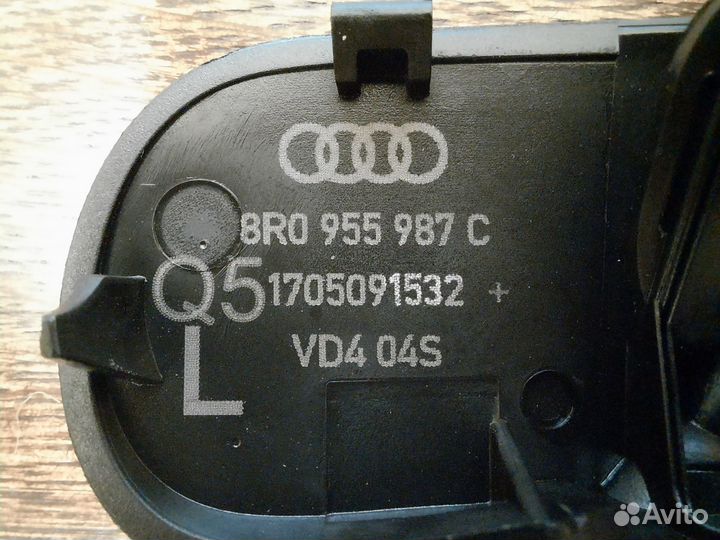 8R0 955 987 C
Q5 1705091532 +
L VD4 04S
Avito